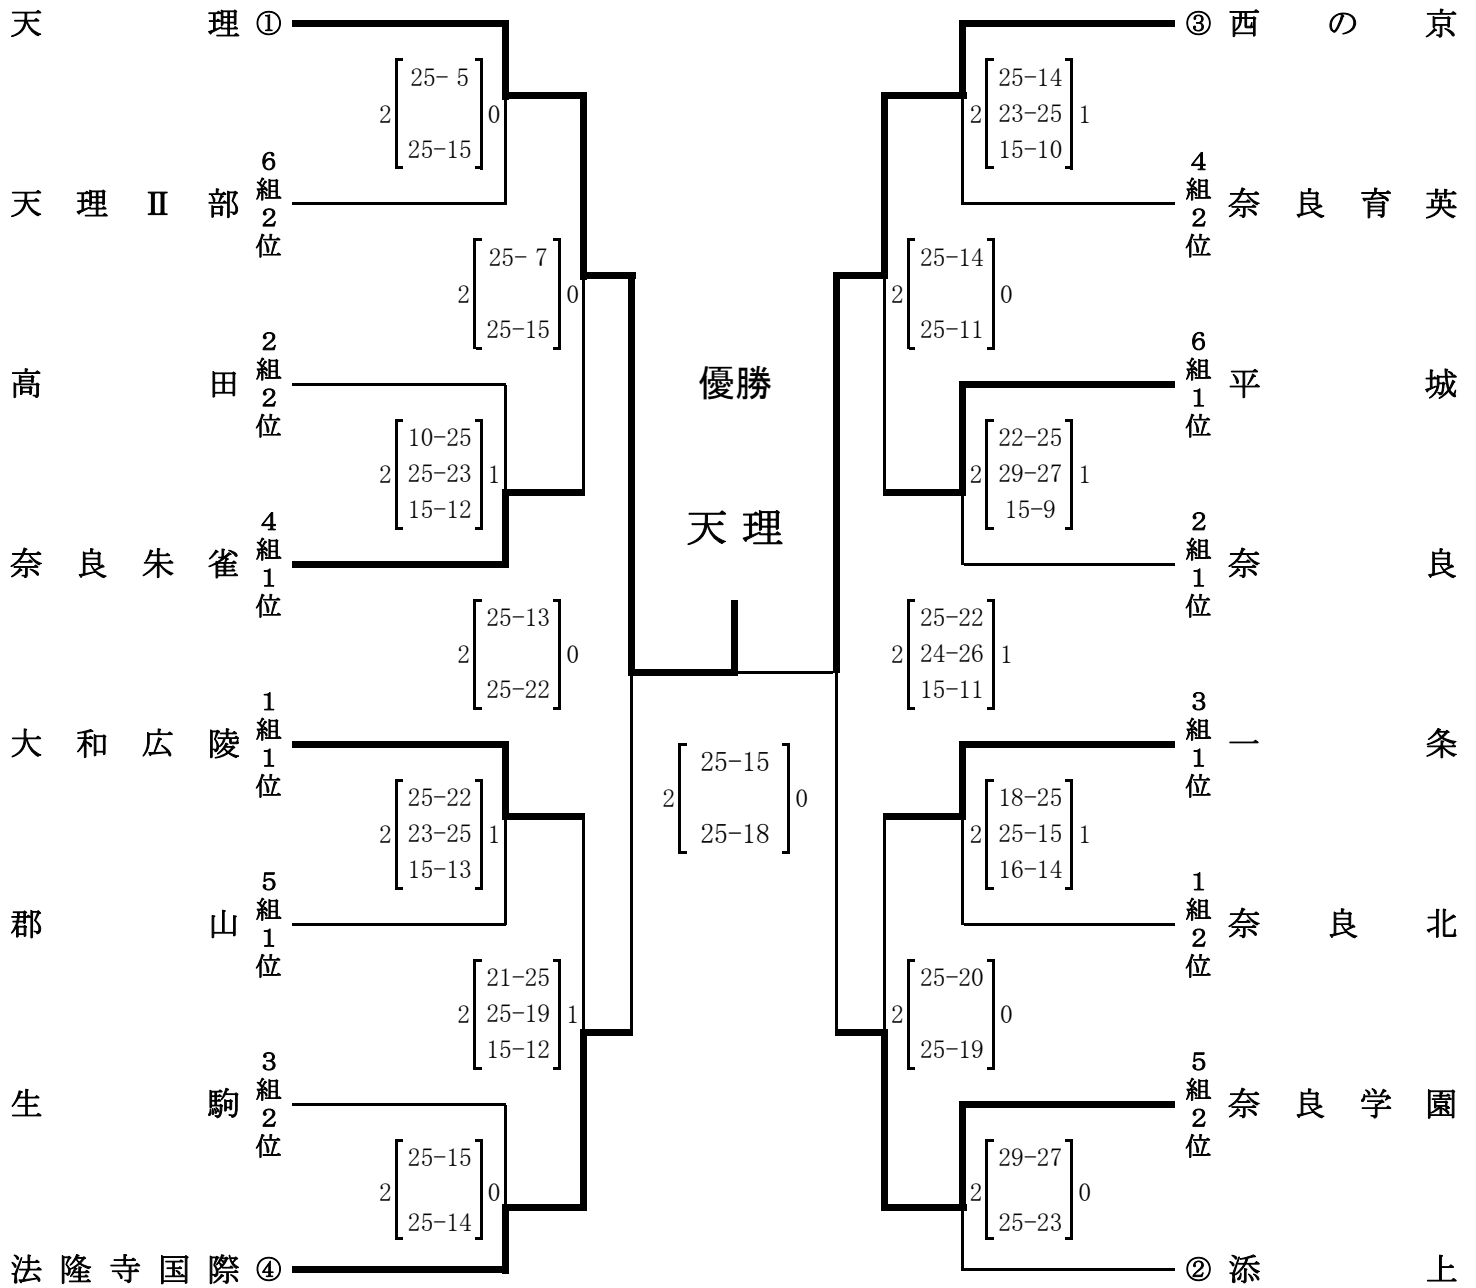 天理 ①
25- 5
2 0
25-15
6組2位
天理Ⅱ部
25- 7
2 0
25-15
2組2位
高田
10-25
2 25-23 1
15-12
4組1位
奈良朱雀
25-13
2 0
25-22
1組1位
大和広陵
25-22
2 23-25 1
15-13
5組1位
郡山
21-25
2 25-19 1
15-12
3組2位
生駒
25-15
2 0
25-14
法隆寺国際 ④
優勝
天理
25-15
2 0
25-18
③ 西の京
25-14
2 23-25 1
15-10
4組2位
奈良育英
25-14
2 0
25-11
6組1位
平城
22-25
2 29-27 1
15-9
2組1位
奈良
25-22
2 24-26 1
15-11
3組1位
一条
18-25
2 25-15 1
16-14
1組2位
奈良北
25-20
2 0
25-19
5組2位
奈良学園
29-27
2 0
25-23
② 添上